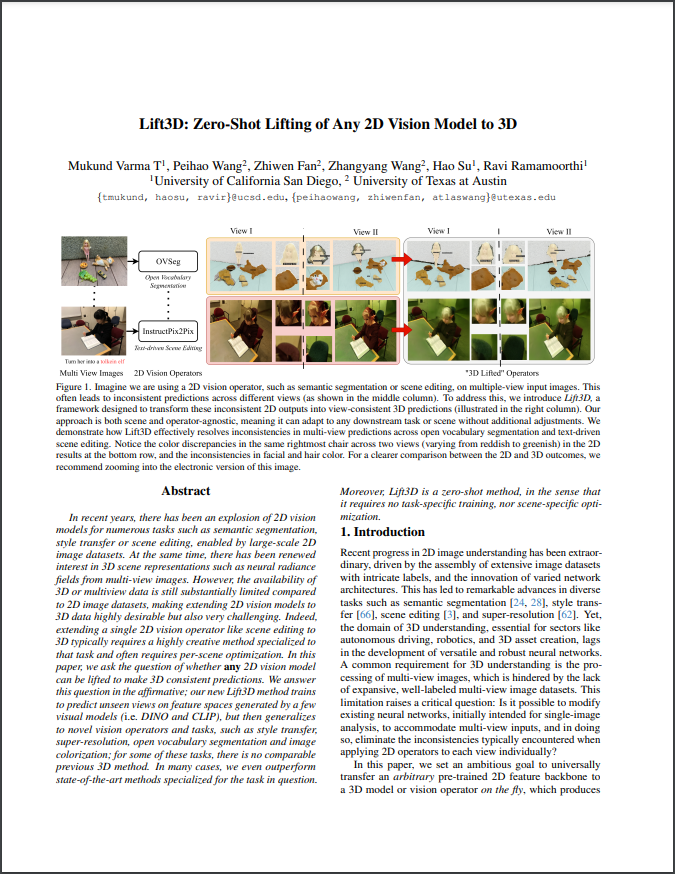 Lift3D: Zero-Shot Lifting of Any 2D Vision Model to 3D
Mukund Varma T1, Peihao Wang2, Zhiwen Fan2, Zhangyang Wang2, Hao Su1, Ravi Ramamoorthi1
1University of California San Diego, 2 University of Texas at Austin
{tmukund, haosu, ravir}@ucsd.edu, {peihaowang, zhiwenfan, atlaswang}@utexas.edu
View I View II View I View II
OVSeg
Open Vocabulary
Segmentation
InstructPix2Pix
Text-driven Scene Editing
Turn her into a tolkein elf
Multi View Images 2D Vision Operators "3D Lifted" Operators
Figure 1. Imagine we are using a 2D vision operator, such as semantic segmentation or scene editing, on multiple-view input images. This
often leads to inconsistent predictions across different views (as shown in the middle column). To address this, we introduce Lift3D, a
framework designed to transform these inconsistent 2D outputs into view-consistent 3D predictions (illustrated in the right column). Our
approach is both scene and operator-agnostic, meaning it can adapt to any downstream task or scene without additional adjustments. We
demonstrate how Lift3D effectively resolves inconsistencies in multi-view predictions across open vocabulary segmentation and text-driven
scene editing. Notice the color discrepancies in the same rightmost chair across two views (varying from reddish to greenish) in the 2D
results at the bottom row, and the inconsistencies in facial and hair color. For a clearer comparison between the 2D and 3D outcomes, we
recommend zooming into the electronic version of this image.
Abstract
In recent years, there has been an explosion of 2D vision
models for numerous tasks such as semantic segmentation,
style transfer or scene editing, enabled by large-scale 2D
image datasets. At the same time, there has been renewed
interest in 3D scene representations such as neural radiance
fields from multi-view images. However, the availability of
3D or multiview data is still substantially limited compared
to 2D image datasets, making extending 2D vision models to
3D data highly desirable but also very challenging. Indeed,
extending a single 2D vision operator like scene editing to
3D typically requires a highly creative method specialized to
that task and often requires per-scene optimization. In this
paper, we ask the question of whether any 2D vision model
can be lifted to make 3D consistent predictions. We answer
this question in the affirmative; our new Lift3D method trains
to predict unseen views on feature spaces generated by a few
visual models (i.e. DINO and CLIP), but then generalizes
to novel vision operators and tasks, such as style transfer,
super-resolution, open vocabulary segmentation and image
colorization; for some of these tasks, there is no comparable
previous 3D method. In many cases, we even outperform
state-of-the-art methods specialized for the task in question.
Moreover, Lift3D is a zero-shot method, in the sense that
it requires no task-specific training, nor scene-specific opti-
mization.
1. Introduction
Recent progress in 2D image understanding has been extraor-
dinary, driven by the assembly of extensive image datasets
with intricate labels, and the innovation of varied network
architectures. This has led to remarkable advances in diverse
tasks such as semantic segmentation [24, 28], style trans-
fer [66], scene editing [3], and super-resolution [62]. Yet,
the domain of 3D understanding, essential for sectors like
autonomous driving, robotics, and 3D asset creation, lags
in the development of versatile and robust neural networks.
A common requirement for 3D understanding is the pro-
cessing of multi-view images, which is hindered by the lack
of expansive, well-labeled multi-view image datasets. This
limitation raises a critical question: Is it possible to modify
existing neural networks, initially intended for single-image
analysis, to accommodate multi-view inputs, and in doing
so, eliminate the inconsistencies typically encountered when
applying 2D operators to each view individually?
In this paper, we set an ambitious goal to universally
transfer an arbitrary pre-trained 2D feature backbone to
a 3D model or vision operator on the fly, which produces